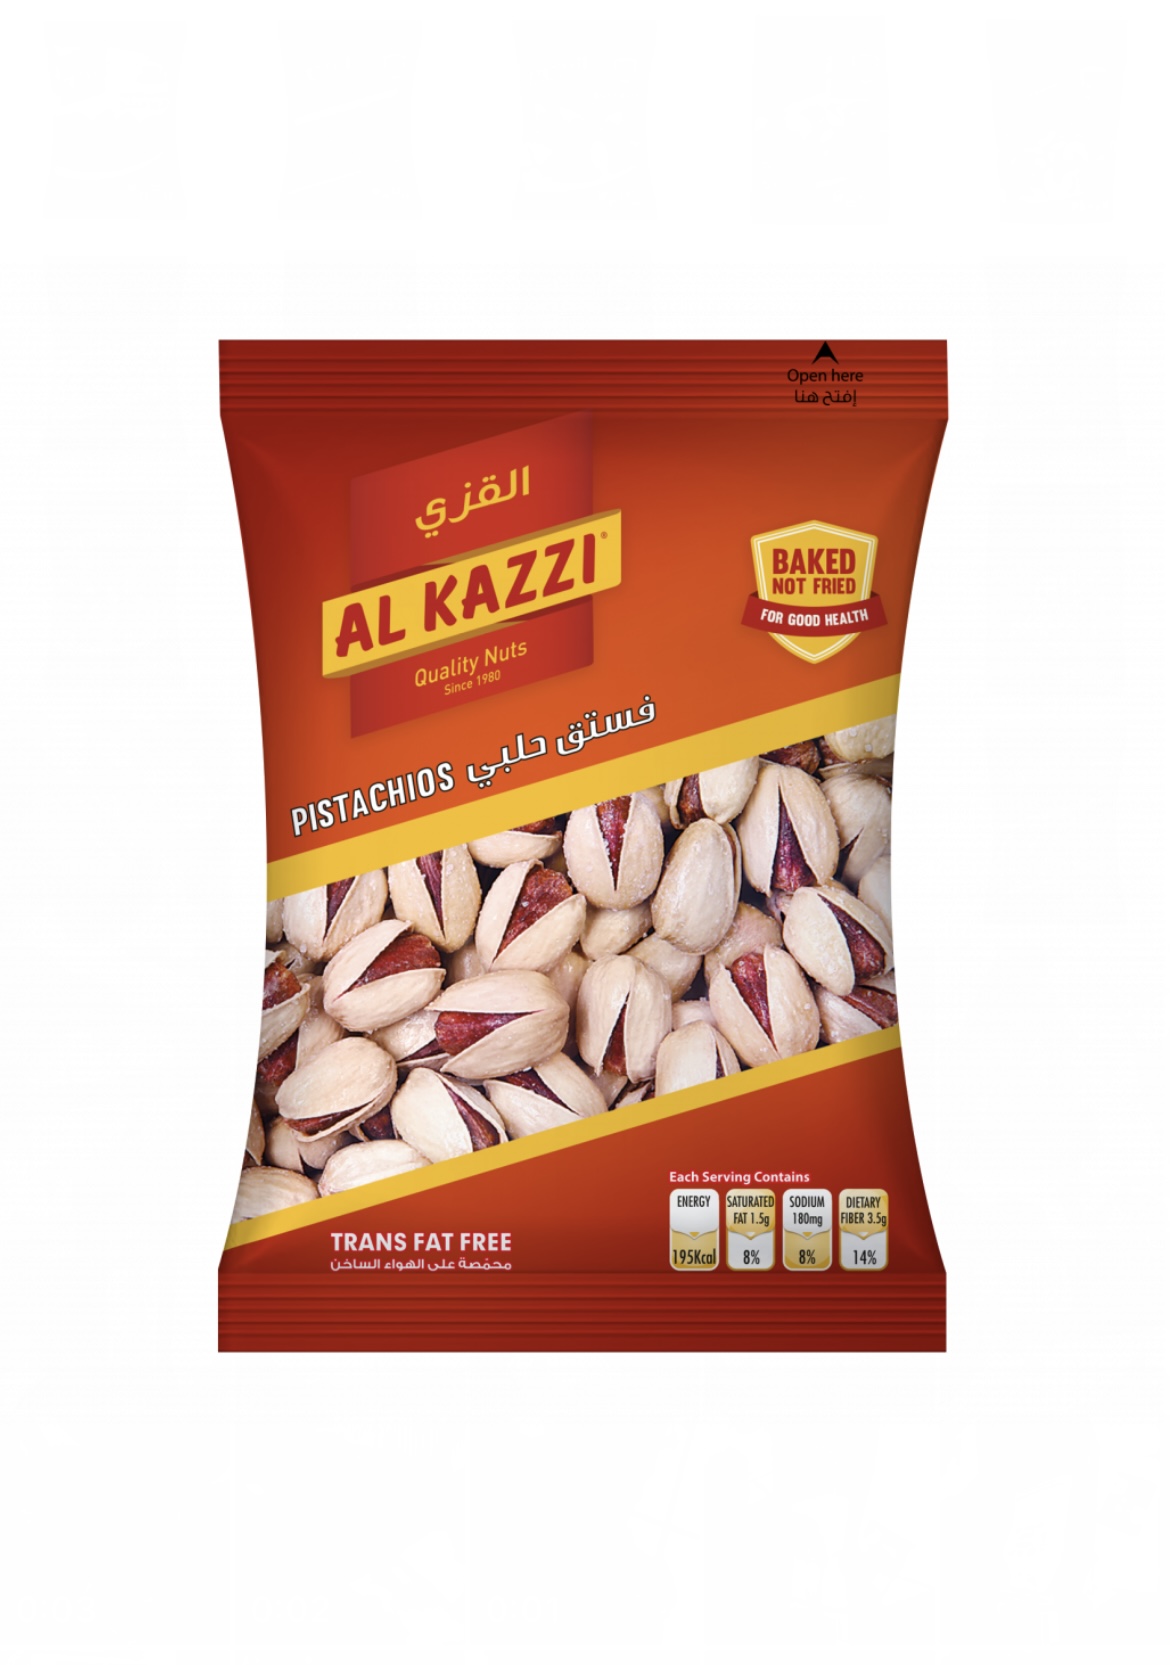 Open here
إفتح هنا
القزي
AL KAZZI®
Quality Nuts
Since 1980
BAKED
NOT FRIED
FOR GOOD HEALTH
PISTACHIOS فستق حلبي
Each Serving Contains
ENERGY
195Kcal
SATURATED
FAT 1.5g
8%
SODIUM
180mg
8%
DIETARY
FIBER 3.5g
14%
TRANS FAT FREE
محمّصة على الهواء الساخن